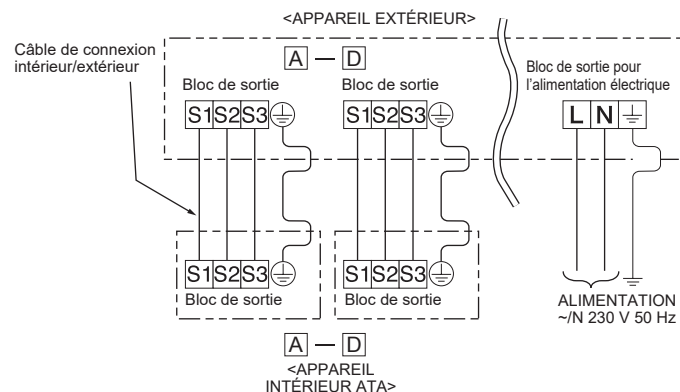 <APPAREIL EXTÉRIEUR>
Câble de connexion
intérieur/extérieur
A — D
Bloc de sortie
Bloc de sortie
Bloc de sortie pour
l'alimentation électrique
S1 S2 S3
S1 S2 S3
L N
S1 S2 S3
S1 S2 S3
Bloc de sortie
Bloc de sortie
ALIMENTATION
~/N 230 V 50 Hz
A — D
<APPAREIL
INTÉRIEUR ATA>